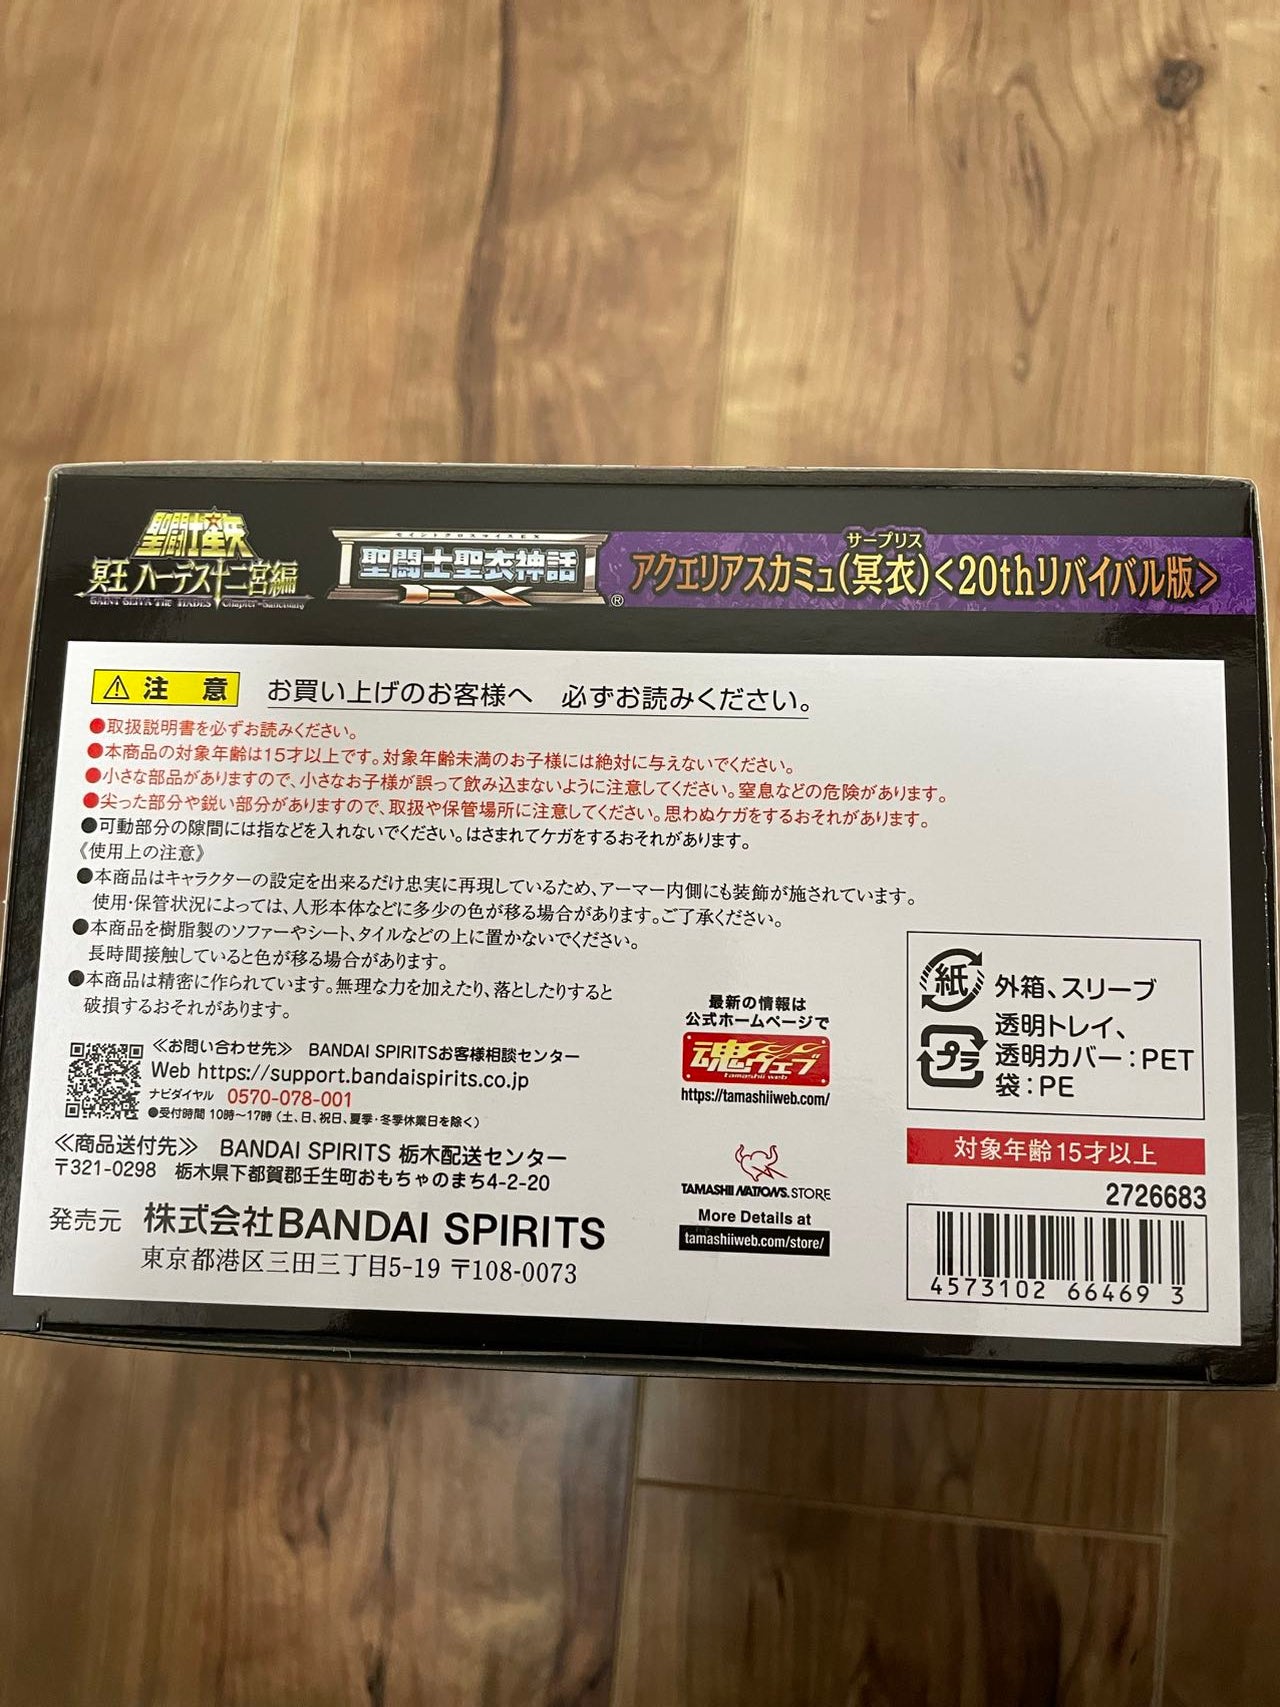 聖闘士星矢
冥王 ハーデス十二宮編
SAINT SEIYA THE HADES Chapter-Sanctuary
セイントクロスマイスEX
聖闘士聖衣神話
EX
®
サープリス
アクエリアスカミュ(冥衣)<20thリバイバル版>
⚠ 注 意 お買い上げのお客様へ 必ずお読みください。
●取扱説明書を必ずお読みください。
●本商品の対象年齢は15才以上です。対象年齢未満のお子様には絶対に与えないでください。
●小さな部品がありますので、小さなお子様が誤って飲み込まないように注意してください。窒息などの危険があります。
●尖った部分や鋭い部分がありますので、取扱や保管場所に注意してください。思わぬケガをするおそれがあります。
●可動部分の隙間には指などを入れないでください。はさまれてケガをするおそれがあります。
《使用上の注意》
●本商品はキャラクターの設定を出来るだけ忠実に再現しているため、アーマー内側にも装飾が施されています。
使用・保管状況によっては、人形本体などに多少の色が移る場合があります。ご了承ください。
●本商品を樹脂製のソファーやシート、タイルなどの上に置かないでください。
長時間接触していると色が移る場合があります。
●本商品は精密に作られています。無理な力を加えたり、落としたりすると
破損するおそれがあります。
≪お問い合わせ先≫ BANDAI SPIRITSお客様相談センター
Web https://support.bandaispirits.co.jp
ナビダイヤル 0570-078-001
●受付時間 10時〜17時（土、日、祝日、夏季・冬季休業日を除く）
≪商品送付先≫ BANDAI SPIRITS 栃木配送センター
〒321-0298 栃木県下都賀郡壬生町おもちゃのまち4-2-20
発売元 株式会社BANDAI SPIRITS
東京都港区三田三丁目5-19 〒108-0073
最新の情報は
公式ホームページで
魂ウェブ
tamashii web
https://tamashiiweb.com/
TAMASHII NATIONS STORE
More Details at
tamashiiweb.com/store/
紙 外箱、スリーブ
プラ 透明トレイ、
透明カバー：PET
袋：PE
対象年齢15才以上
2726683
4573102 66469 3